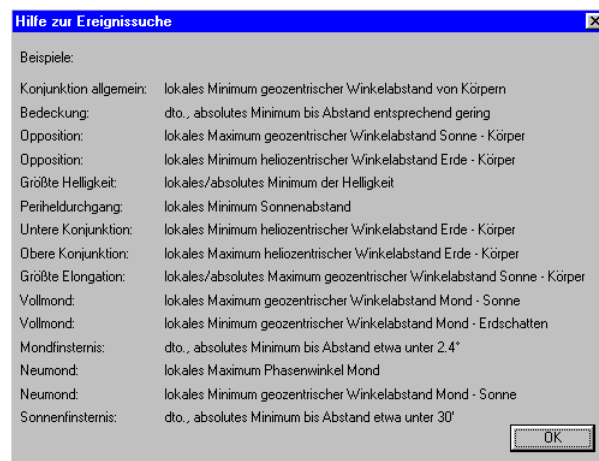 Hilfe zur Ereignissuche
Beispiele:
Konjunktion allgemein: lokales Minimum geozentrischer Winkelabstand von Körpern
Bedeckung: dto., absolutes Minimum bis Abstand entsprechend gering
Opposition: lokales Maximum geozentrischer Winkelabstand Sonne - Körper
Opposition: lokales Minimum heliozentrischer Winkelabstand Erde - Körper
Größte Helligkeit: lokales/absolutes Minimum der Helligkeit
Periheldurchgang: lokales Minimum Sonnenabstand
Untere Konjunktion: lokales Minimum heliozentrischer Winkelabstand Erde - Körper
Obere Konjunktion: lokales Maximum heliozentrischer Winkelabstand Erde - Körper
Größte Elongation: lokales/absolutes Maximum geozentrischer Winkelabstand Sonne - Körper
Vollmond: lokales Maximum geozentrischer Winkelabstand Mond - Sonne
Vollmond: lokales Minimum geozentrischer Winkelabstand Mond - Erdschatten
Mondfinsternis: dto., absolutes Minimum bis Abstand etwa unter 2.4°
Neumond: lokales Maximum Phasenwinkel Mond
Neumond: lokales Minimum geozentrischer Winkelabstand Mond - Sonne
Sonnenfinsternis: dto., absolutes Minimum bis Abstand etwa unter 30'
OK